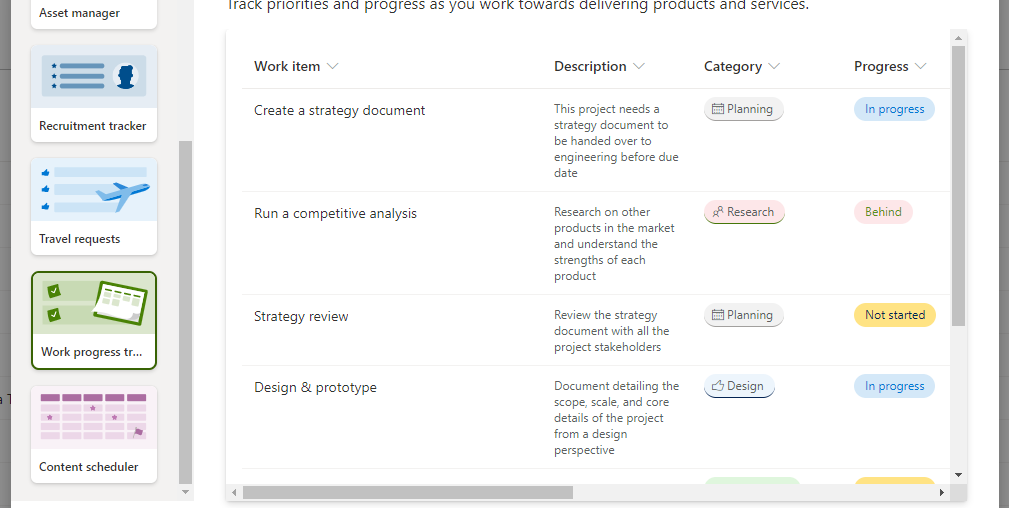 Asset manager
Recruitment tracker
Travel requests
Work progress tr...
Content scheduler
Track priorities and progress as you work towards delivering products and services.
Work item Description Category Progress
Create a strategy document
This project needs a
strategy document to
be handed over to
engineering before due
date
Planning
In progress
Run a competitive analysis
Research on other
products in the market
and understand the
strengths of each
product
Research
Behind
Strategy review
Review the strategy
document with all the
project stakeholders
Planning
Not started
Design & prototype
Document detailing the
scope, scale, and core
details of the project
from a design
perspective
Design
In progress